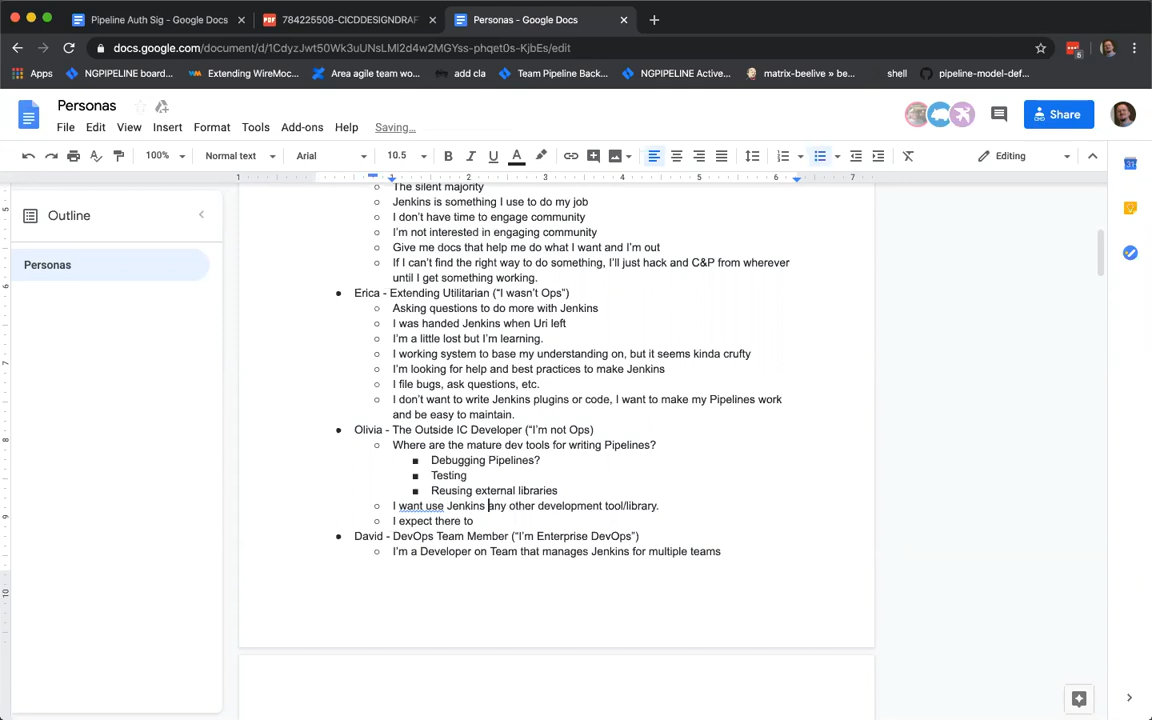 Pipeline Auth Sig - Google Docs
784225508-CICDDESIGNDRAF
Personas - Google Docs
docs.google.com/document/d/1CdyzJwt50Wk3uUNsLMl2d4w2MGYss-phqet0s-KjbEs/edit
Apps
NGPIPELINE board...
Extending WireMoc...
Area agile team wo...
add cla
Team Pipeline Back...
NGPIPELINE Active...
matrix-beelive » be...
shell
pipeline-model-def...
Personas
File Edit View Insert Format Tools Add-ons Help Saving...
Share
100% Normal text Arial 10.5 B I U A Editing
1 1 2 3 4 5 6 7
Outline
Personas
The silent majority
Jenkins is something I use to do my job
I don't have time to engage community
I'm not interested in engaging community
Give me docs that help me do what I want and I'm out
If I can't find the right way to do something, I'll just hack and C&P from wherever
until I get something working.
Erica - Extending Utilitarian (“I wasn't Ops”)
Asking questions to do more with Jenkins
I was handed Jenkins when Uri left
I'm a little lost but I'm learning.
I working system to base my understanding on, but it seems kinda crufty
I'm looking for help and best practices to make Jenkins
I file bugs, ask questions, etc.
I don't want to write Jenkins plugins or code, I want to make my Pipelines work
and be easy to maintain.
Olivia - The Outside IC Developer (“I'm not Ops)
Where are the mature dev tools for writing Pipelines?
Debugging Pipelines?
Testing
Reusing external libraries
I want use Jenkins any other development tool/library.
I expect there to
David - DevOps Team Member (“I'm Enterprise DevOps”)
I'm a Developer on Team that manages Jenkins for multiple teams